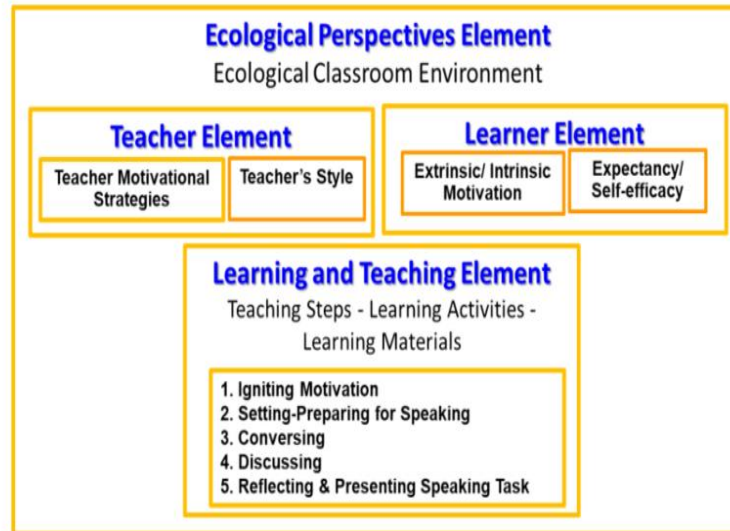 Ecological Perspectives Element
Ecological Classroom Environment
Teacher Element
Teacher Motivational
Strategies
Teacher's Style
Learner Element
Extrinsic/ Intrinsic
Motivation
Expectancy/
Self-efficacy
Learning and Teaching Element
Teaching Steps - Learning Activities -
Learning Materials
1. Igniting Motivation
2. Setting-Preparing for Speaking
3. Conversing
4. Discussing
5. Reflecting & Presenting Speaking Task